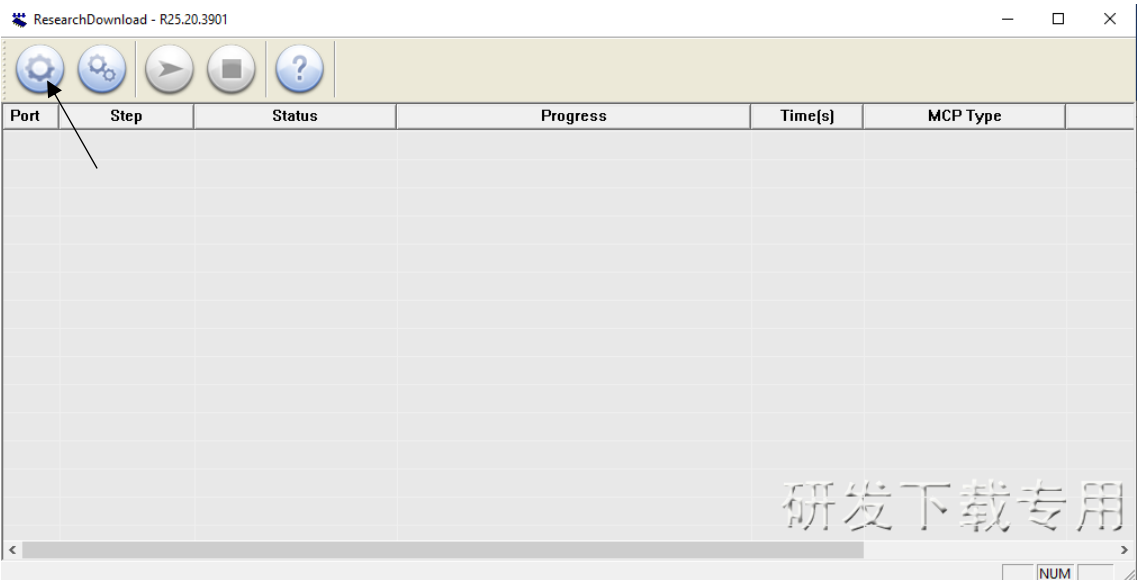 ResearchDownload - R25.20.3901
?
Port Step Status Progress Time(s) MCP Type
研发下载专用
NUM